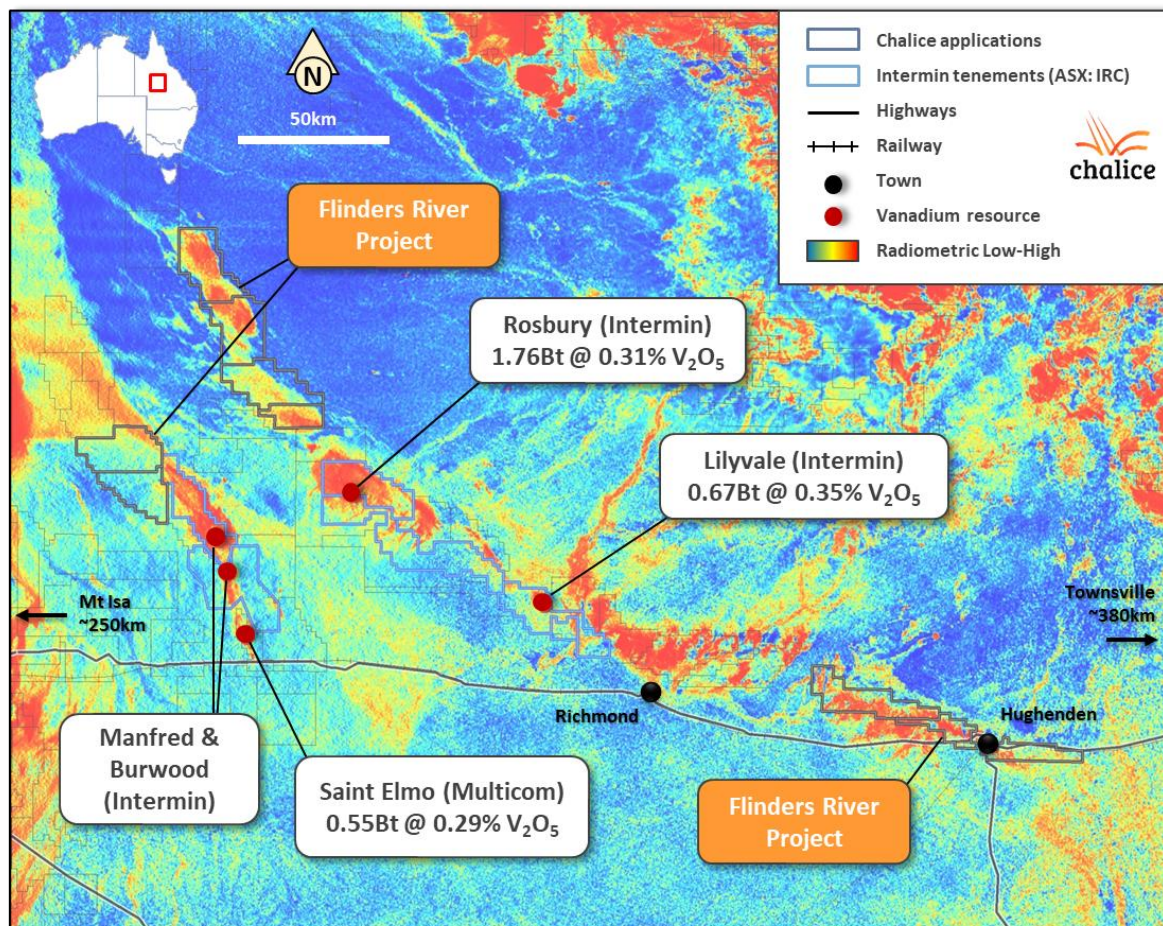 N
50km
Chalice applications
Intermin tenements (ASX: IRC)
Highways
Railway
Town
Vanadium resource
Radiometric Low-High
chalice
Flinders River
Project
Rosbury (Intermin)
1.76Bt @ 0.31% V₂O₅
Lilyvale (Intermin)
0.67Bt @ 0.35% V₂O₅
Mt Isa
~250km
Townsville
~380km
Richmond
Hughenden
Manfred &
Burwood
(Intermin)
Saint Elmo (Multicom)
0.55Bt @ 0.29% V₂O₅
Flinders River
Project